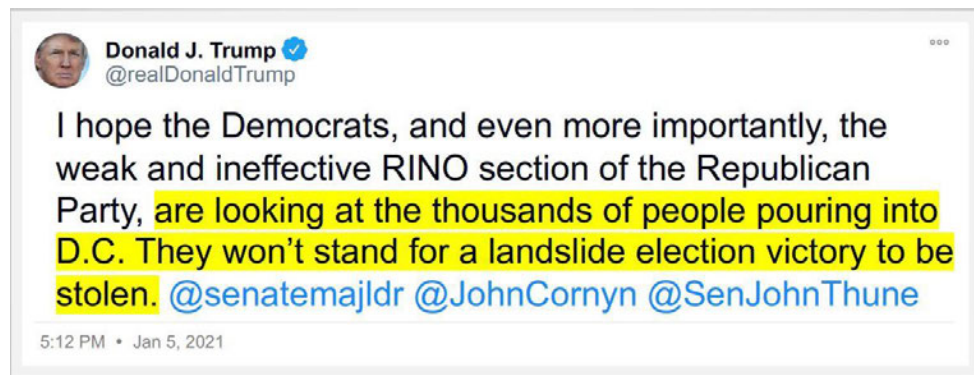 Donald J. Trump
@realDonaldTrump
I hope the Democrats, and even more importantly, the
weak and ineffective RINO section of the Republican
Party, are looking at the thousands of people pouring into
D.C. They won’t stand for a landslide election victory to be
stolen. @senatemajldr @JohnCornyn @SenJohnThune
5:12 PM • Jan 5, 2021